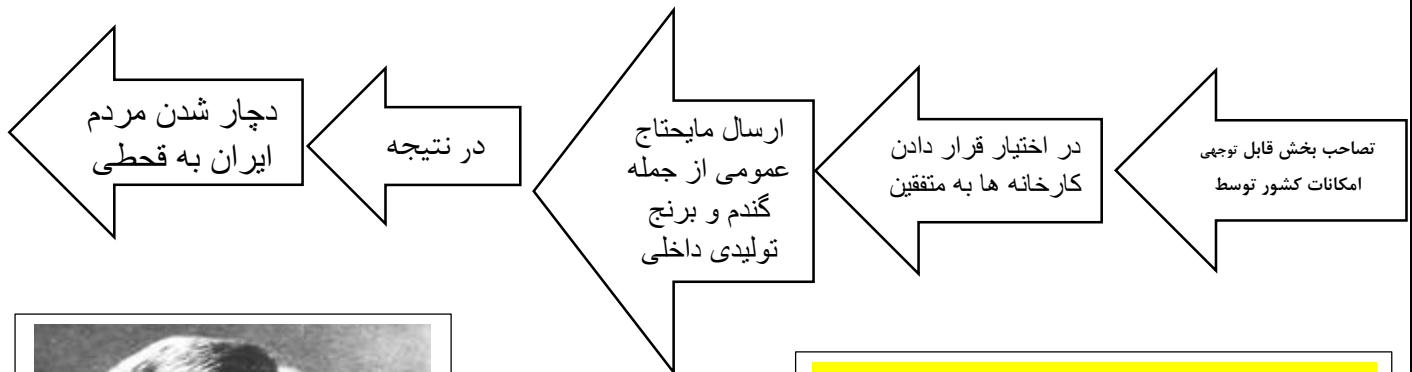 تصاحب بخش قابل توجهی
امکانات کشور توسط
در اختیار قرار دادن
کارخانه ها به متفقین
ارسال مایحتاج
عمومی از جمله
گندم و برنج
تولیدی داخلی
در نتیجه
دچار شدن مردم
ایران به قحطی